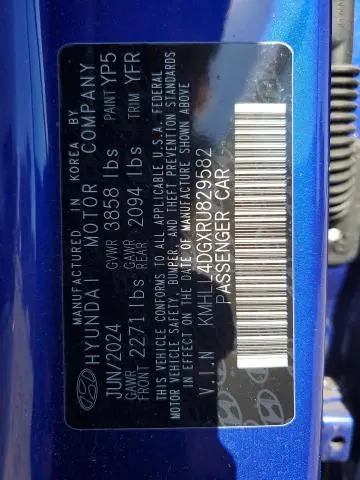 MANUFACTURED IN KOREA BY
HYUNDAI MOTOR COMPANY
JUN/2024 GVWR 3858 lbs PAINT YP5
GAWR FRONT 2271 lbs GAWR REAR 2094 lbs TRIM YFR
THIS VEHICLE CONFORMS TO ALL APPLICABLE U.S.A. FEDERAL
MOTOR VEHICLE SAFETY, BUMPER, AND THEFT PREVENTION STANDARDS
IN EFFECT ON THE DATE OF MANUFACTURE SHOWN ABOVE
V.I.N KMHLL4DGXRU829582
PASSENGER CAR